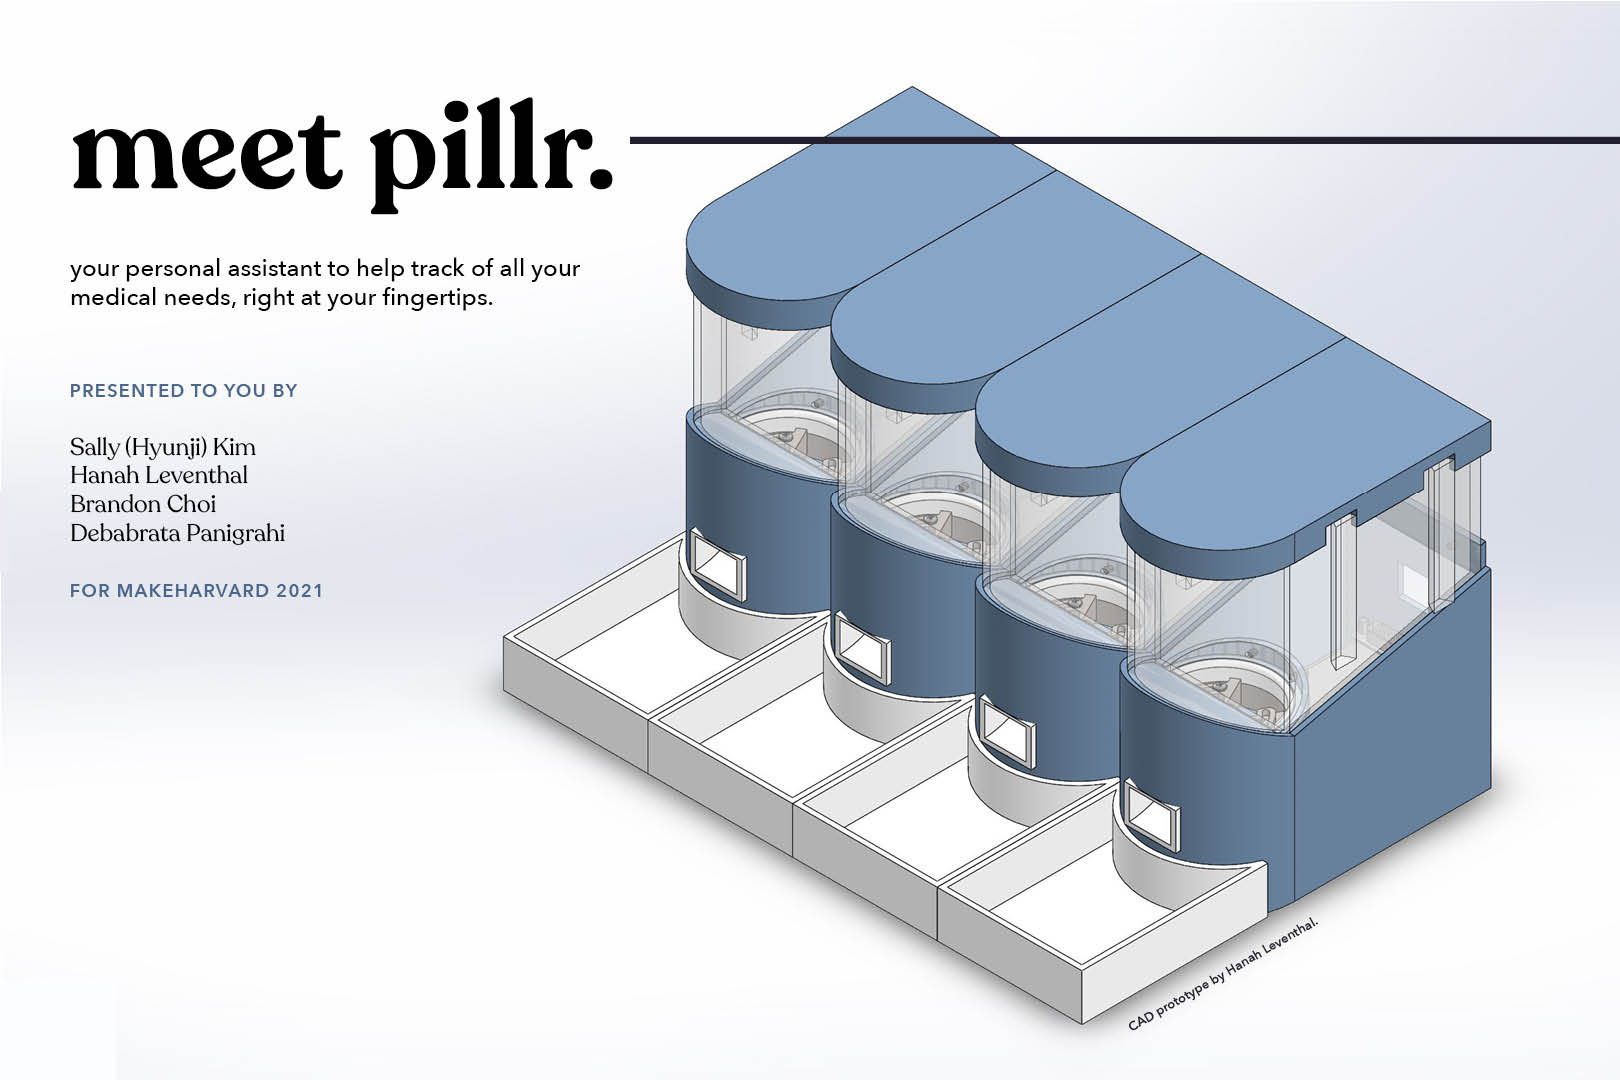 meet pillr.
your personal assistant to help track of all your
medical needs, right at your fingertips.
PRESENTED TO YOU BY
Sally (Hyunji) Kim
Hanah Leventhal
Brandon Choi
Debabrata Panigrahi
FOR MAKEHARVARD 2021
CAD prototype by Hanah Leventhal.